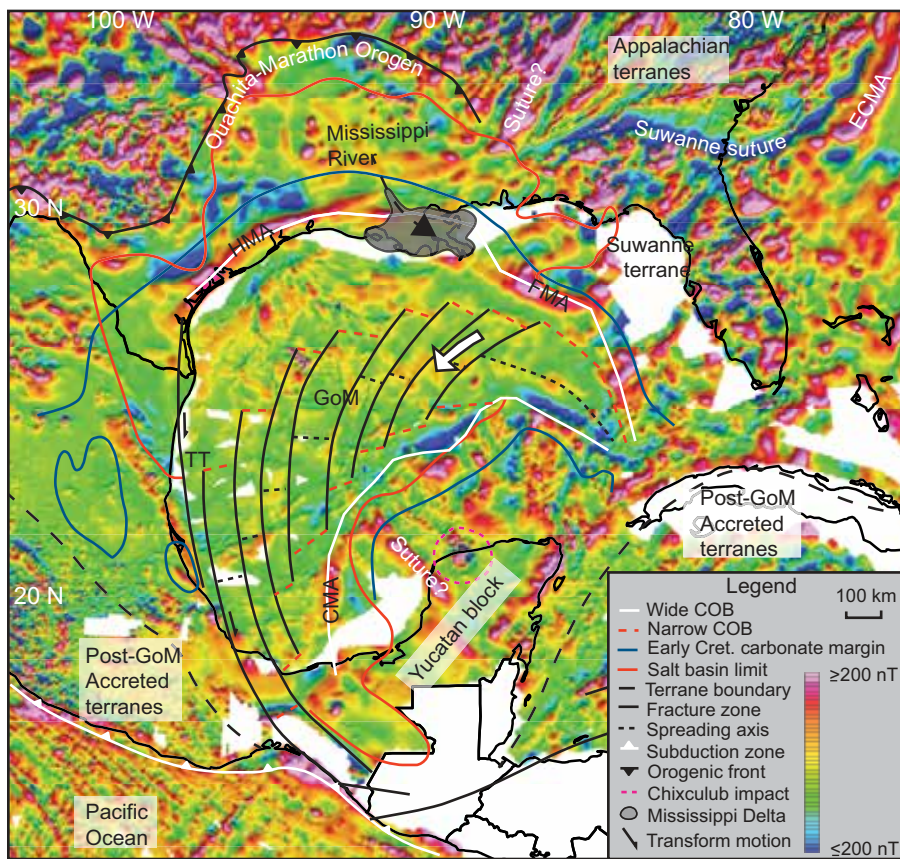 100 W
90 W
80 W
Ouachita-Marathon Orogen
Suture?
Appalachian
terranes
ECMA
Mississippi
River
Suwanne suture
30 N
HMA
FMA
Suwanne
terrane
GoM
TT
Post-GoM
Accreted
terranes
Suture?
CMA
Yucatan block
20 N
Post-GoM
Accreted
terranes
Pacific
Ocean
Legend
100 km
Wide COB
Narrow COB
Early Cret. carbonate margin
Salt basin limit
≥200 nT
Terrane boundary
Fracture zone
Spreading axis
Subduction zone
Orogenic front
Chixculub impact
Mississippi Delta
Transform motion
≤200 nT